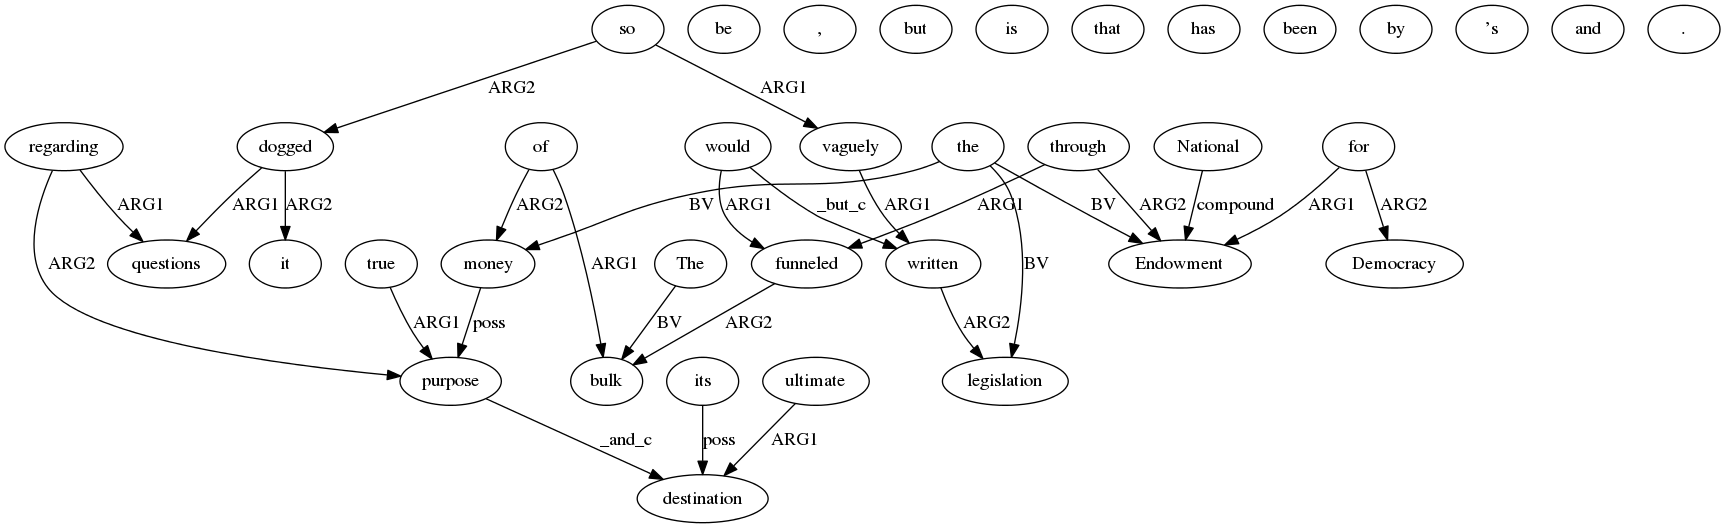 so be , but is that has been by 's and .
ARG2 ARG1
regarding dogged of would vaguely the through National for
ARG1 ARG1 ARG2 ARG2 BV ARG1 _but_c ARG1 ARG1 BV ARG2 compound ARG1 ARG2
ARG2 questions it true money ARG1 The funneled written BV Endowment Democracy
ARG1 poss BV ARG2 ARG2
purpose bulk its ultimate legislation
_and_c poss ARG1
destination